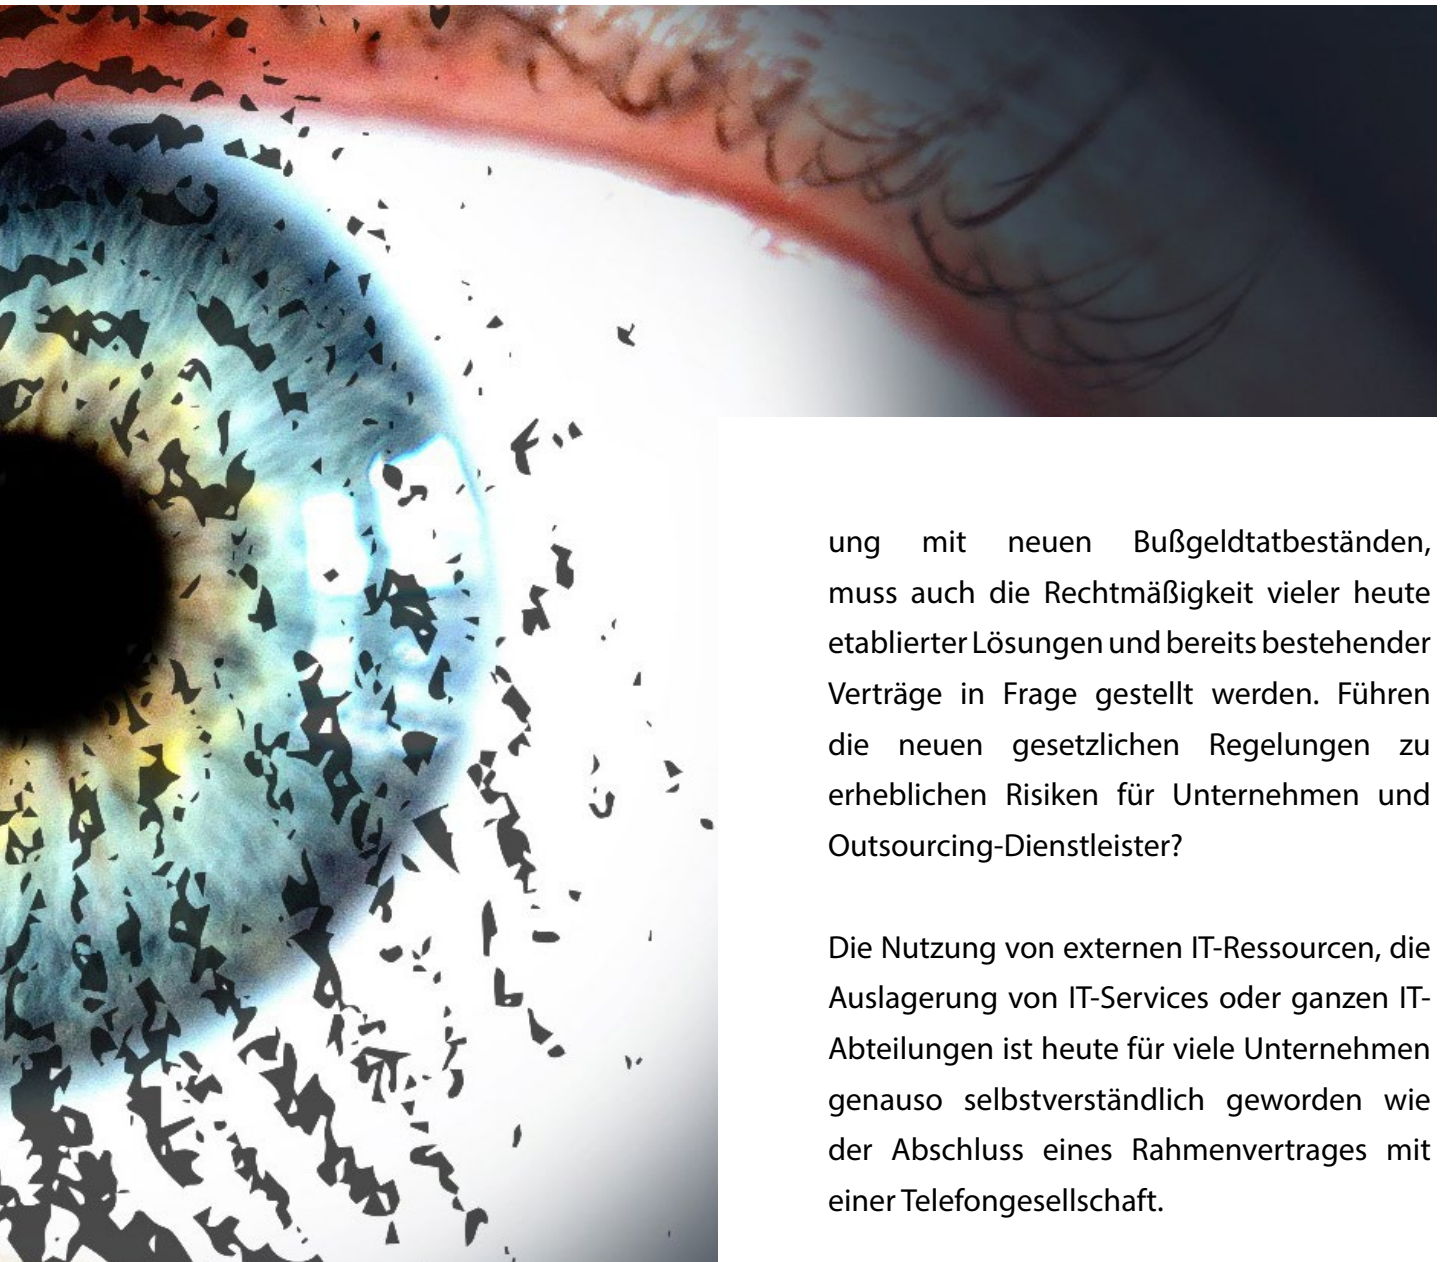 ung mit neuen Bußgeldtatbeständen,
muss auch die Rechtmäßigkeit vieler heute
etablierter Lösungen und bereits bestehender
Verträge in Frage gestellt werden. Führen
die neuen gesetzlichen Regelungen zu
erheblichen Risiken für Unternehmen und
Outsourcing-Dienstleister?
Die Nutzung von externen IT-Ressourcen, die
Auslagerung von IT-Services oder ganzen IT-
Abteilungen ist heute für viele Unternehmen
genauso selbstverständlich geworden wie
der Abschluss eines Rahmenvertrages mit
einer Telefongesellschaft.